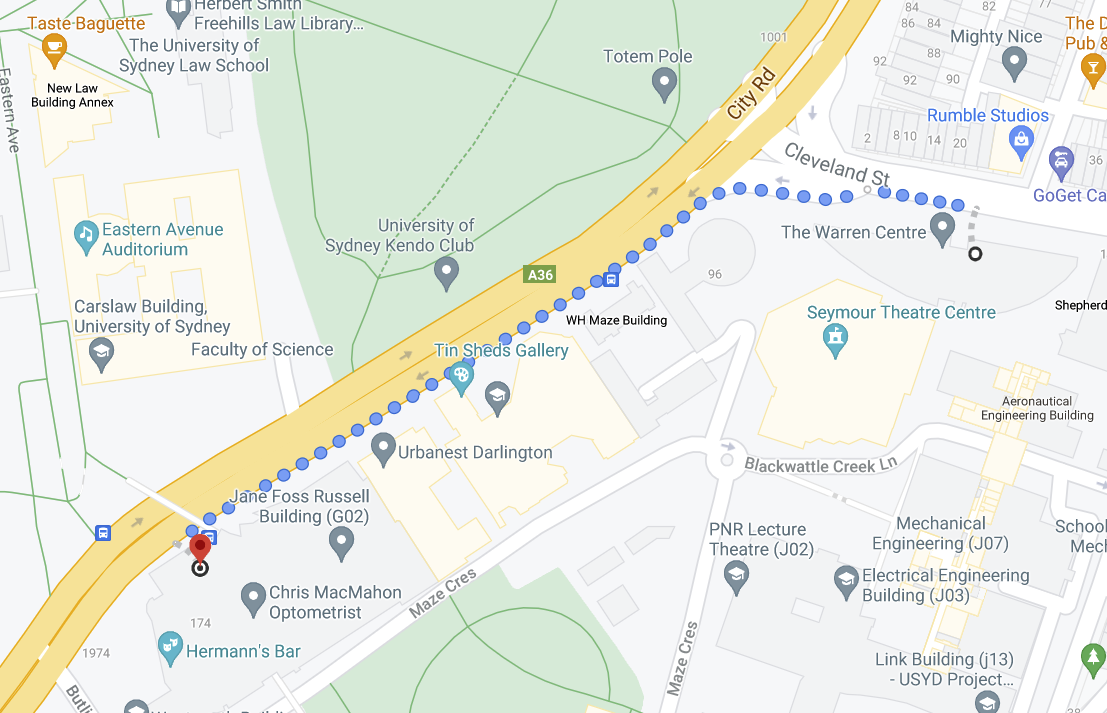 Herbert Smith
Freehills Law Library...
Taste Baguette
The University of
Sydney Law School
New Law
Building Annex
Eastern Ave
Totem Pole
1001
City Rd
84
82
77
86
84
88
92
92
90
Mighty Nice
The D
Pub &
Rumble Studios
2
8
10
14
20
36
GoGet Ca
Cleveland St
Eastern Avenue
Auditorium
University of
Sydney Kendo Club
The Warren Centre
A36
96
Carslaw Building,
University of Sydney
Faculty of Science
WH Maze Building
Seymour Theatre Centre
Shepherd
Tin Sheds Gallery
Aeronautical
Engineering Building
Urbanest Darlington
Blackwattle Creek Ln
Jane Foss Russell
Building (G02)
PNR Lecture
Theatre (J02)
Mechanical
Engineering (J07)
School
Mech
Electrical Engineering
Building (J03)
Chris MacMahon
Optometrist
Maze Cres
174
1974
Hermann's Bar
Maze Cres
Link Building (j13)
- USYD Project...
Butli
38